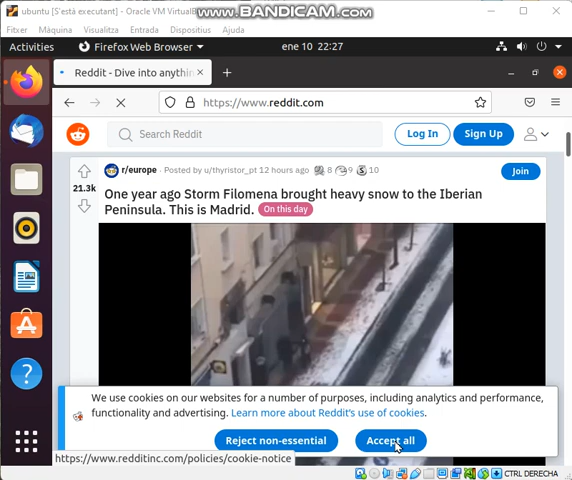 ubuntu [S'està executant] - Oracle VM VirtualB
WWW.BANDICAM.COM
Fitxer Màquina Visualitza Entrada Dispositius Ajuda
Activities Firefox Web Browser ene 10 22:27
Reddit - Dive into anythin
https://www.reddit.com
Search Reddit Log In Sign Up
r/europe · Posted by u/thyristor_pt 12 hours ago 8 9 10
Join
21.3k
One year ago Storm Filomena brought heavy snow to the Iberian
Peninsula. This is Madrid. On this day
We use cookies on our websites for a number of purposes, including analytics and performance,
functionality and advertising. Learn more about Reddit's use of cookies.
Reject non-essential Accept all
https://www.redditinc.com/policies/cookie-notice
CTRL DERECHA